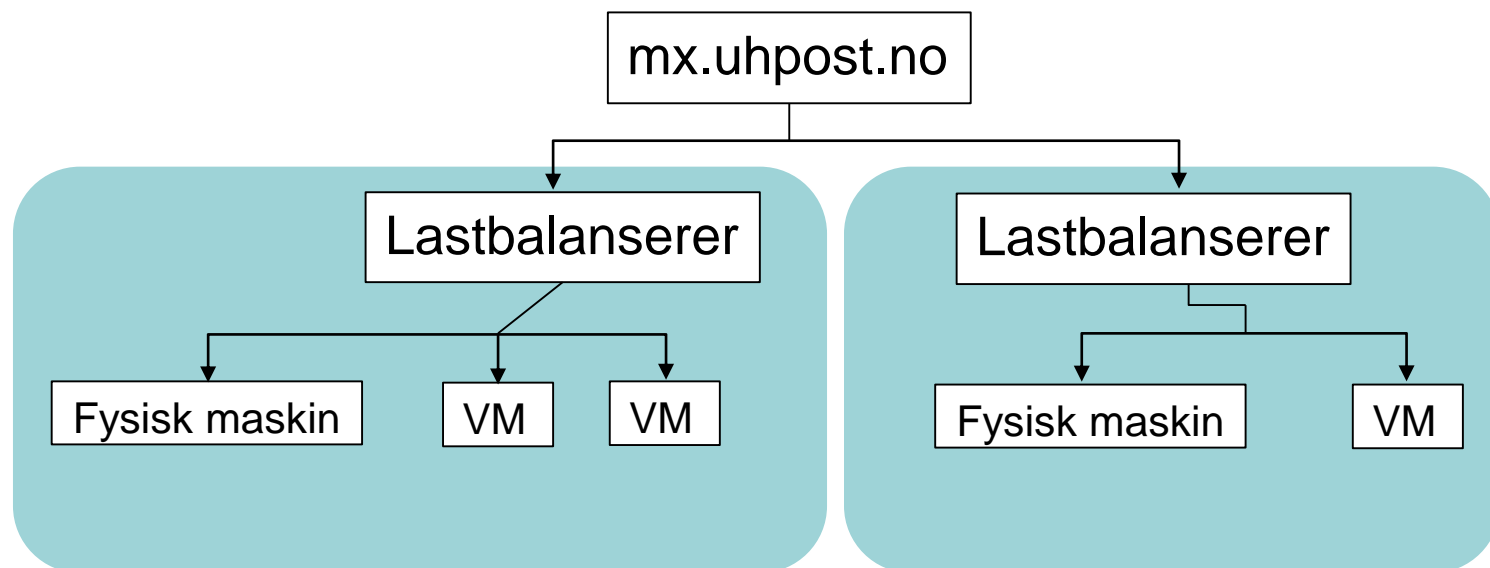 mx.uhpost.no
Lastbalanserer
Lastbalanserer
Fysisk maskin
VM
VM
Fysisk maskin
VM